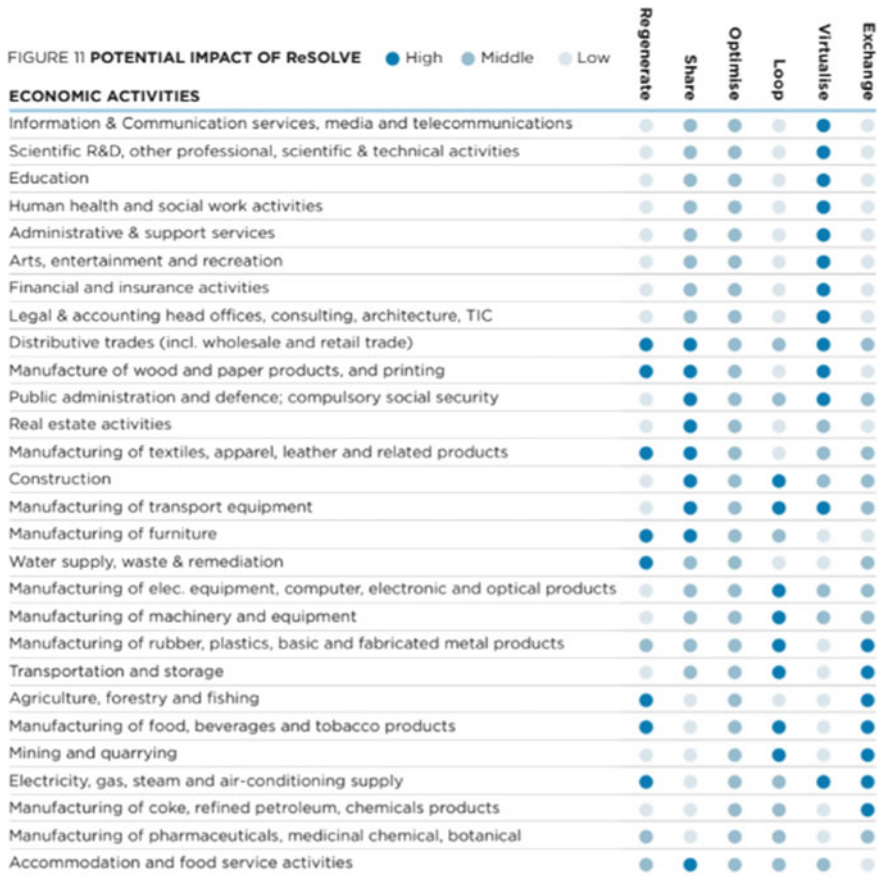 FIGURE 11 POTENTIAL IMPACT OF ReSOLVE High Middle Low
Regenerate
Share
Optimise
Loop
Virtualise
Exchange
ECONOMIC ACTIVITIES
Information & Communication services, media and telecommunications
Scientific R&D, other professional, scientific & technical activities
Education
Human health and social work activities
Administrative & support services
Arts, entertainment and recreation
Financial and insurance activities
Legal & accounting head offices, consulting, architecture, TIC
Distributive trades (incl. wholesale and retail trade)
Manufacture of wood and paper products, and printing
Public administration and defence; compulsory social security
Real estate activities
Manufacturing of textiles, apparel, leather and related products
Construction
Manufacturing of transport equipment
Manufacturing of furniture
Water supply, waste & remediation
Manufacturing of elec. equipment, computer, electronic and optical products
Manufacturing of machinery and equipment
Manufacturing of rubber, plastics, basic and fabricated metal products
Transportation and storage
Agriculture, forestry and fishing
Manufacturing of food, beverages and tobacco products
Mining and quarrying
Electricity, gas, steam and air-conditioning supply
Manufacturing of coke, refined petroleum, chemicals products
Manufacturing of pharmaceuticals, medicinal chemical, botanical
Accommodation and food service activities